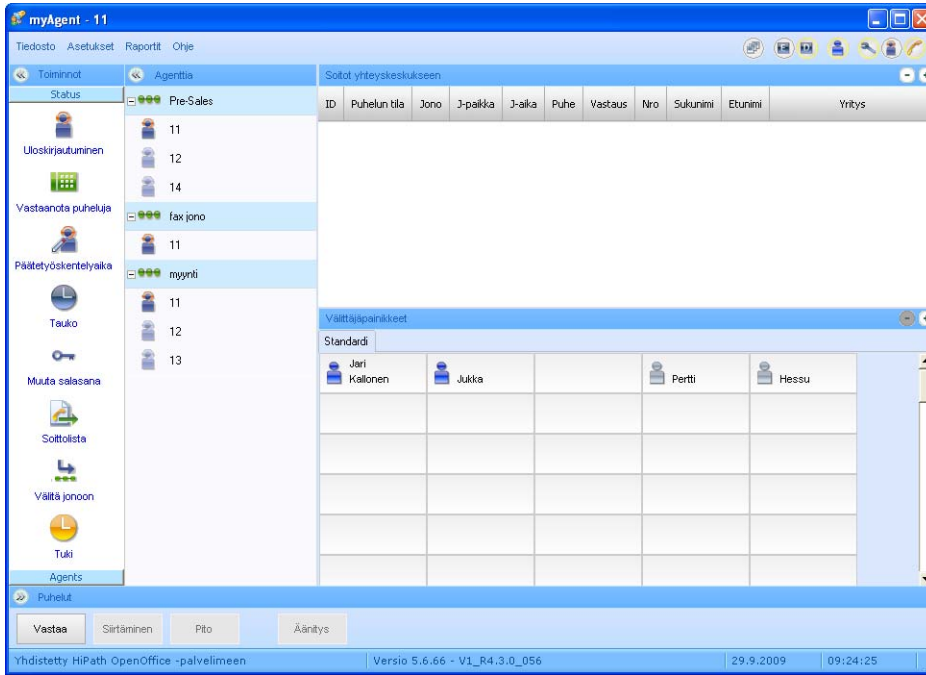 myAgent - 11
Tiedosto Asetukset Raportit Ohje
Toiminnot
Status
Uloskirjautuminen
Vastaanota puheluja
Päätetyöskentelyaika
Tauko
Muuta salasana
Soittolista
Välitä jonoon
Tuki
Agents
Agenttia
Pre-Sales
11
12
14
fax jono
11
myynti
11
12
13
Soitot yhteyskeskukseen
ID Puhelun tila Jono J-paikka J-aika Puhe Vastaus Nro Sukunimi Etunimi Yritys
Välittäjäpainikkeet
Standardi
Jari
Kallonen Jukka Pertti Hessu
Puhelut
Vastaa Siirtäminen Pito Äänitys
Yhdistetty HiPath OpenOffice -palvelimeen Versio 5.6.66 - V1_R4.3.0_056 29.9.2009 09:24:25